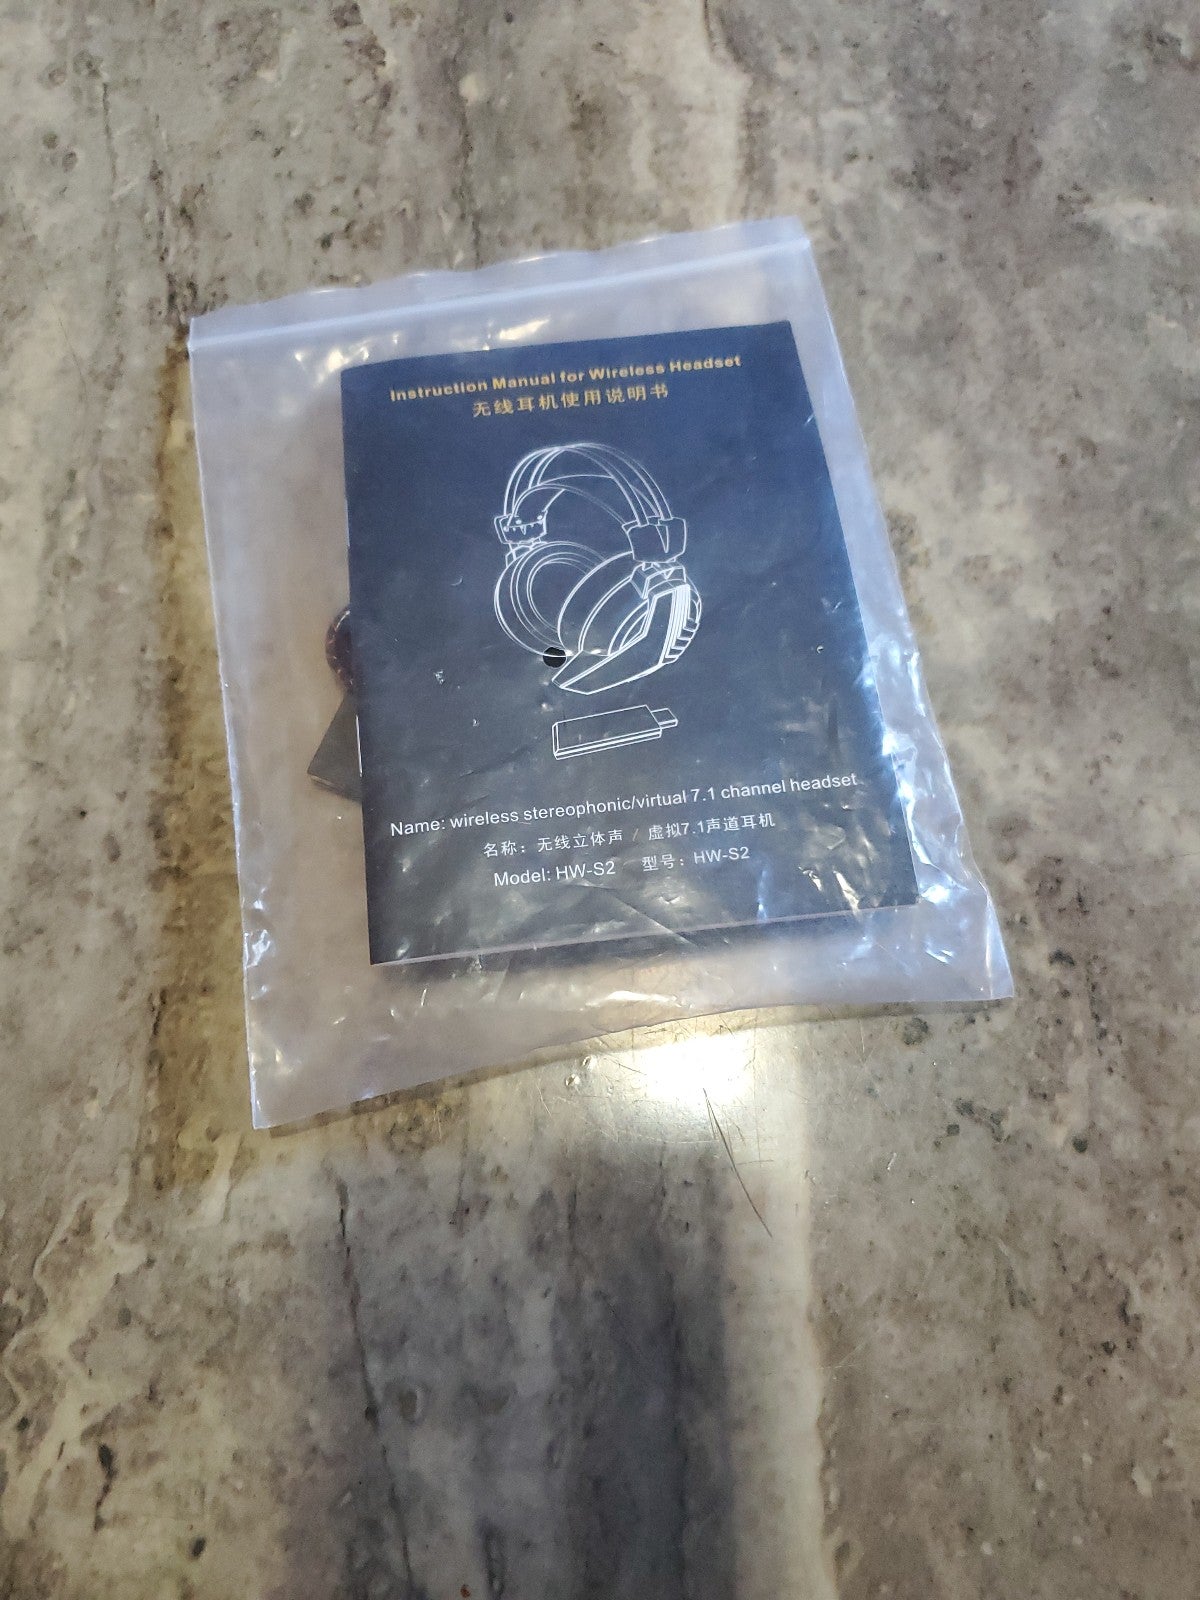 Instruction Manual for Wireless Headset
无线耳机使用说明书
Name: wireless stereophonic/virtual 7.1 channel headset
名称：无线立体声 / 虚拟7.1声道耳机
Model: HW-S2 型号：HW-S2